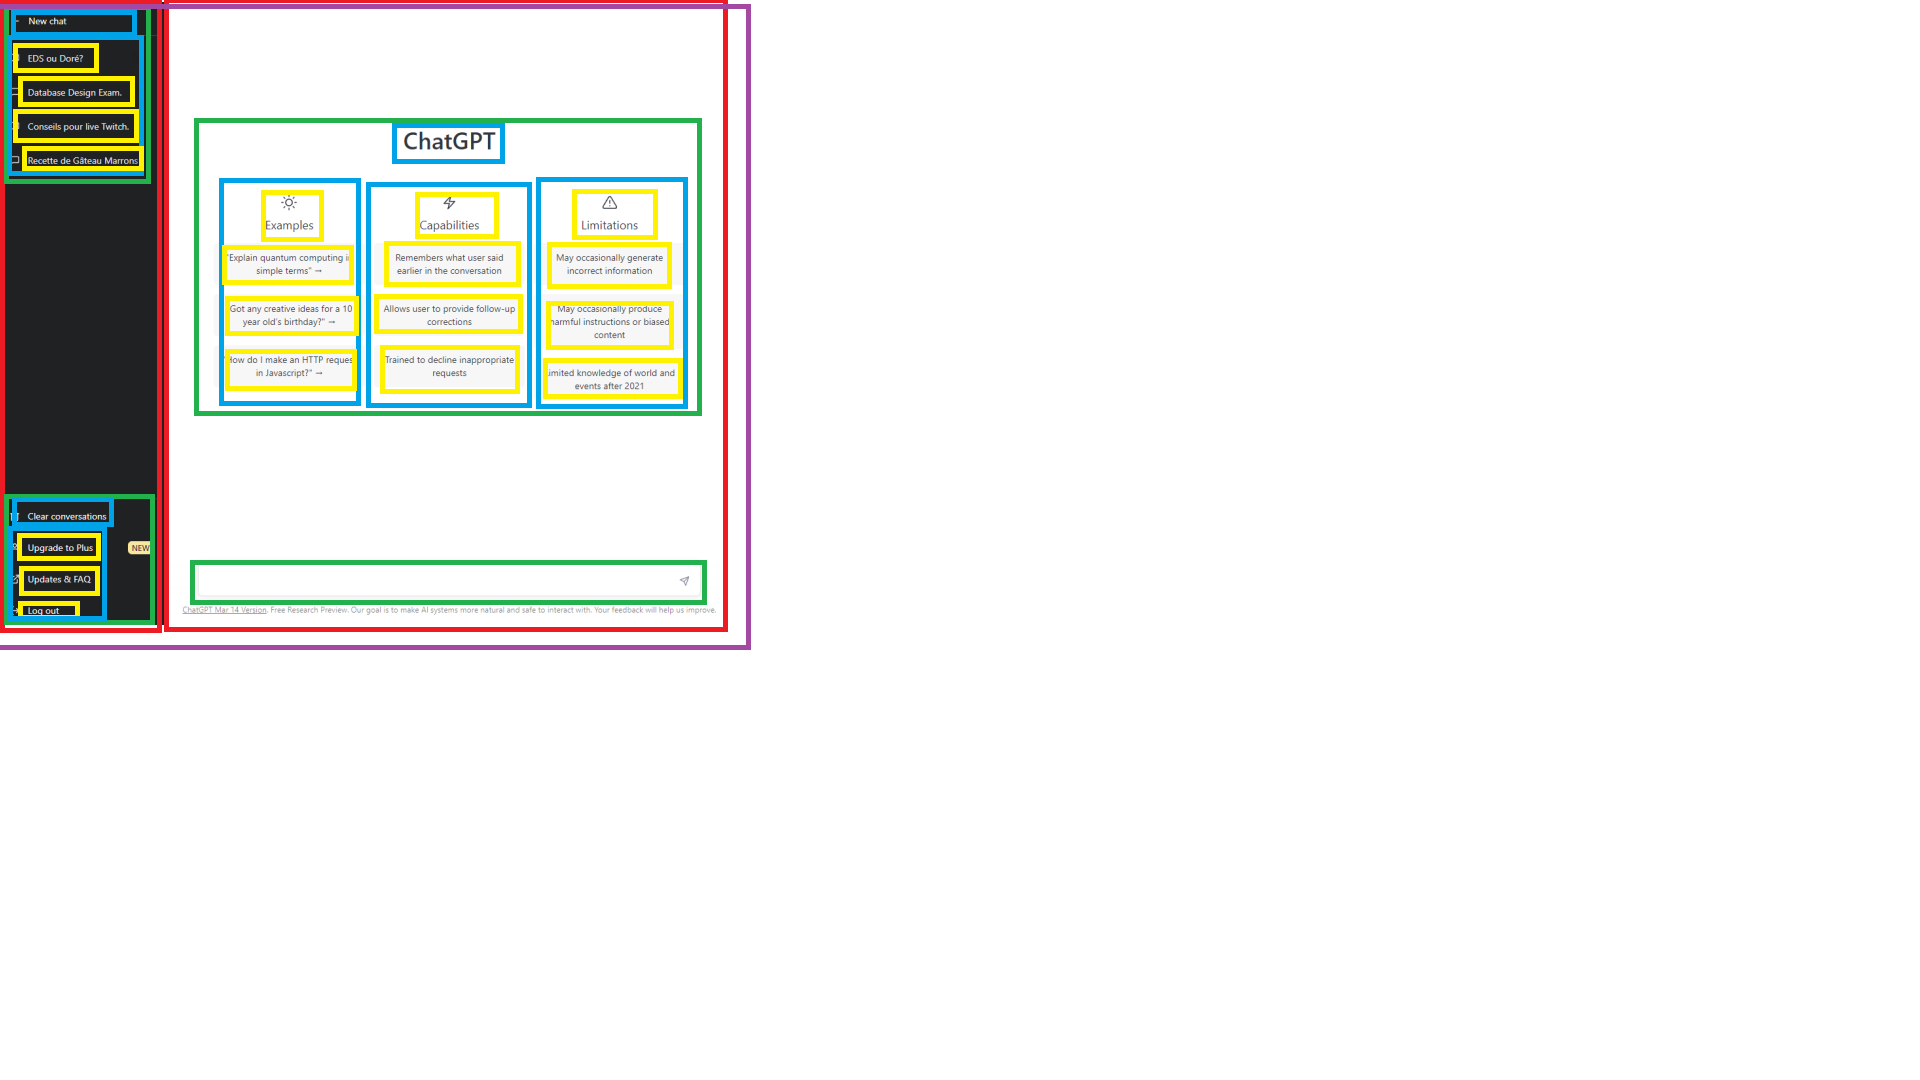 New chat
EDS ou Doré?
Database Design Exam.
Conseils pour live Twitch.
Recette de Gâteau Marrons
Clear conversations
Upgrade to Plus
NEW
Updates & FAQ
Log out
ChatGPT
Examples
"Explain quantum computing in
simple terms" →
Got any creative ideas for a 10
year old's birthday?" →
How do I make an HTTP reques
in Javascript?" →
Capabilities
Remembers what user said
earlier in the conversation
Allows user to provide follow-up
corrections
Trained to decline inappropriate
requests
Limitations
May occasionally generate
incorrect information
May occasionally produce
harmful instructions or biased
content
Limited knowledge of world and
events after 2021
ChatGPT Mar 14 Version. Free Research Preview. Our goal is to make AI systems more natural and safe to interact with. Your feedback will help us improve.